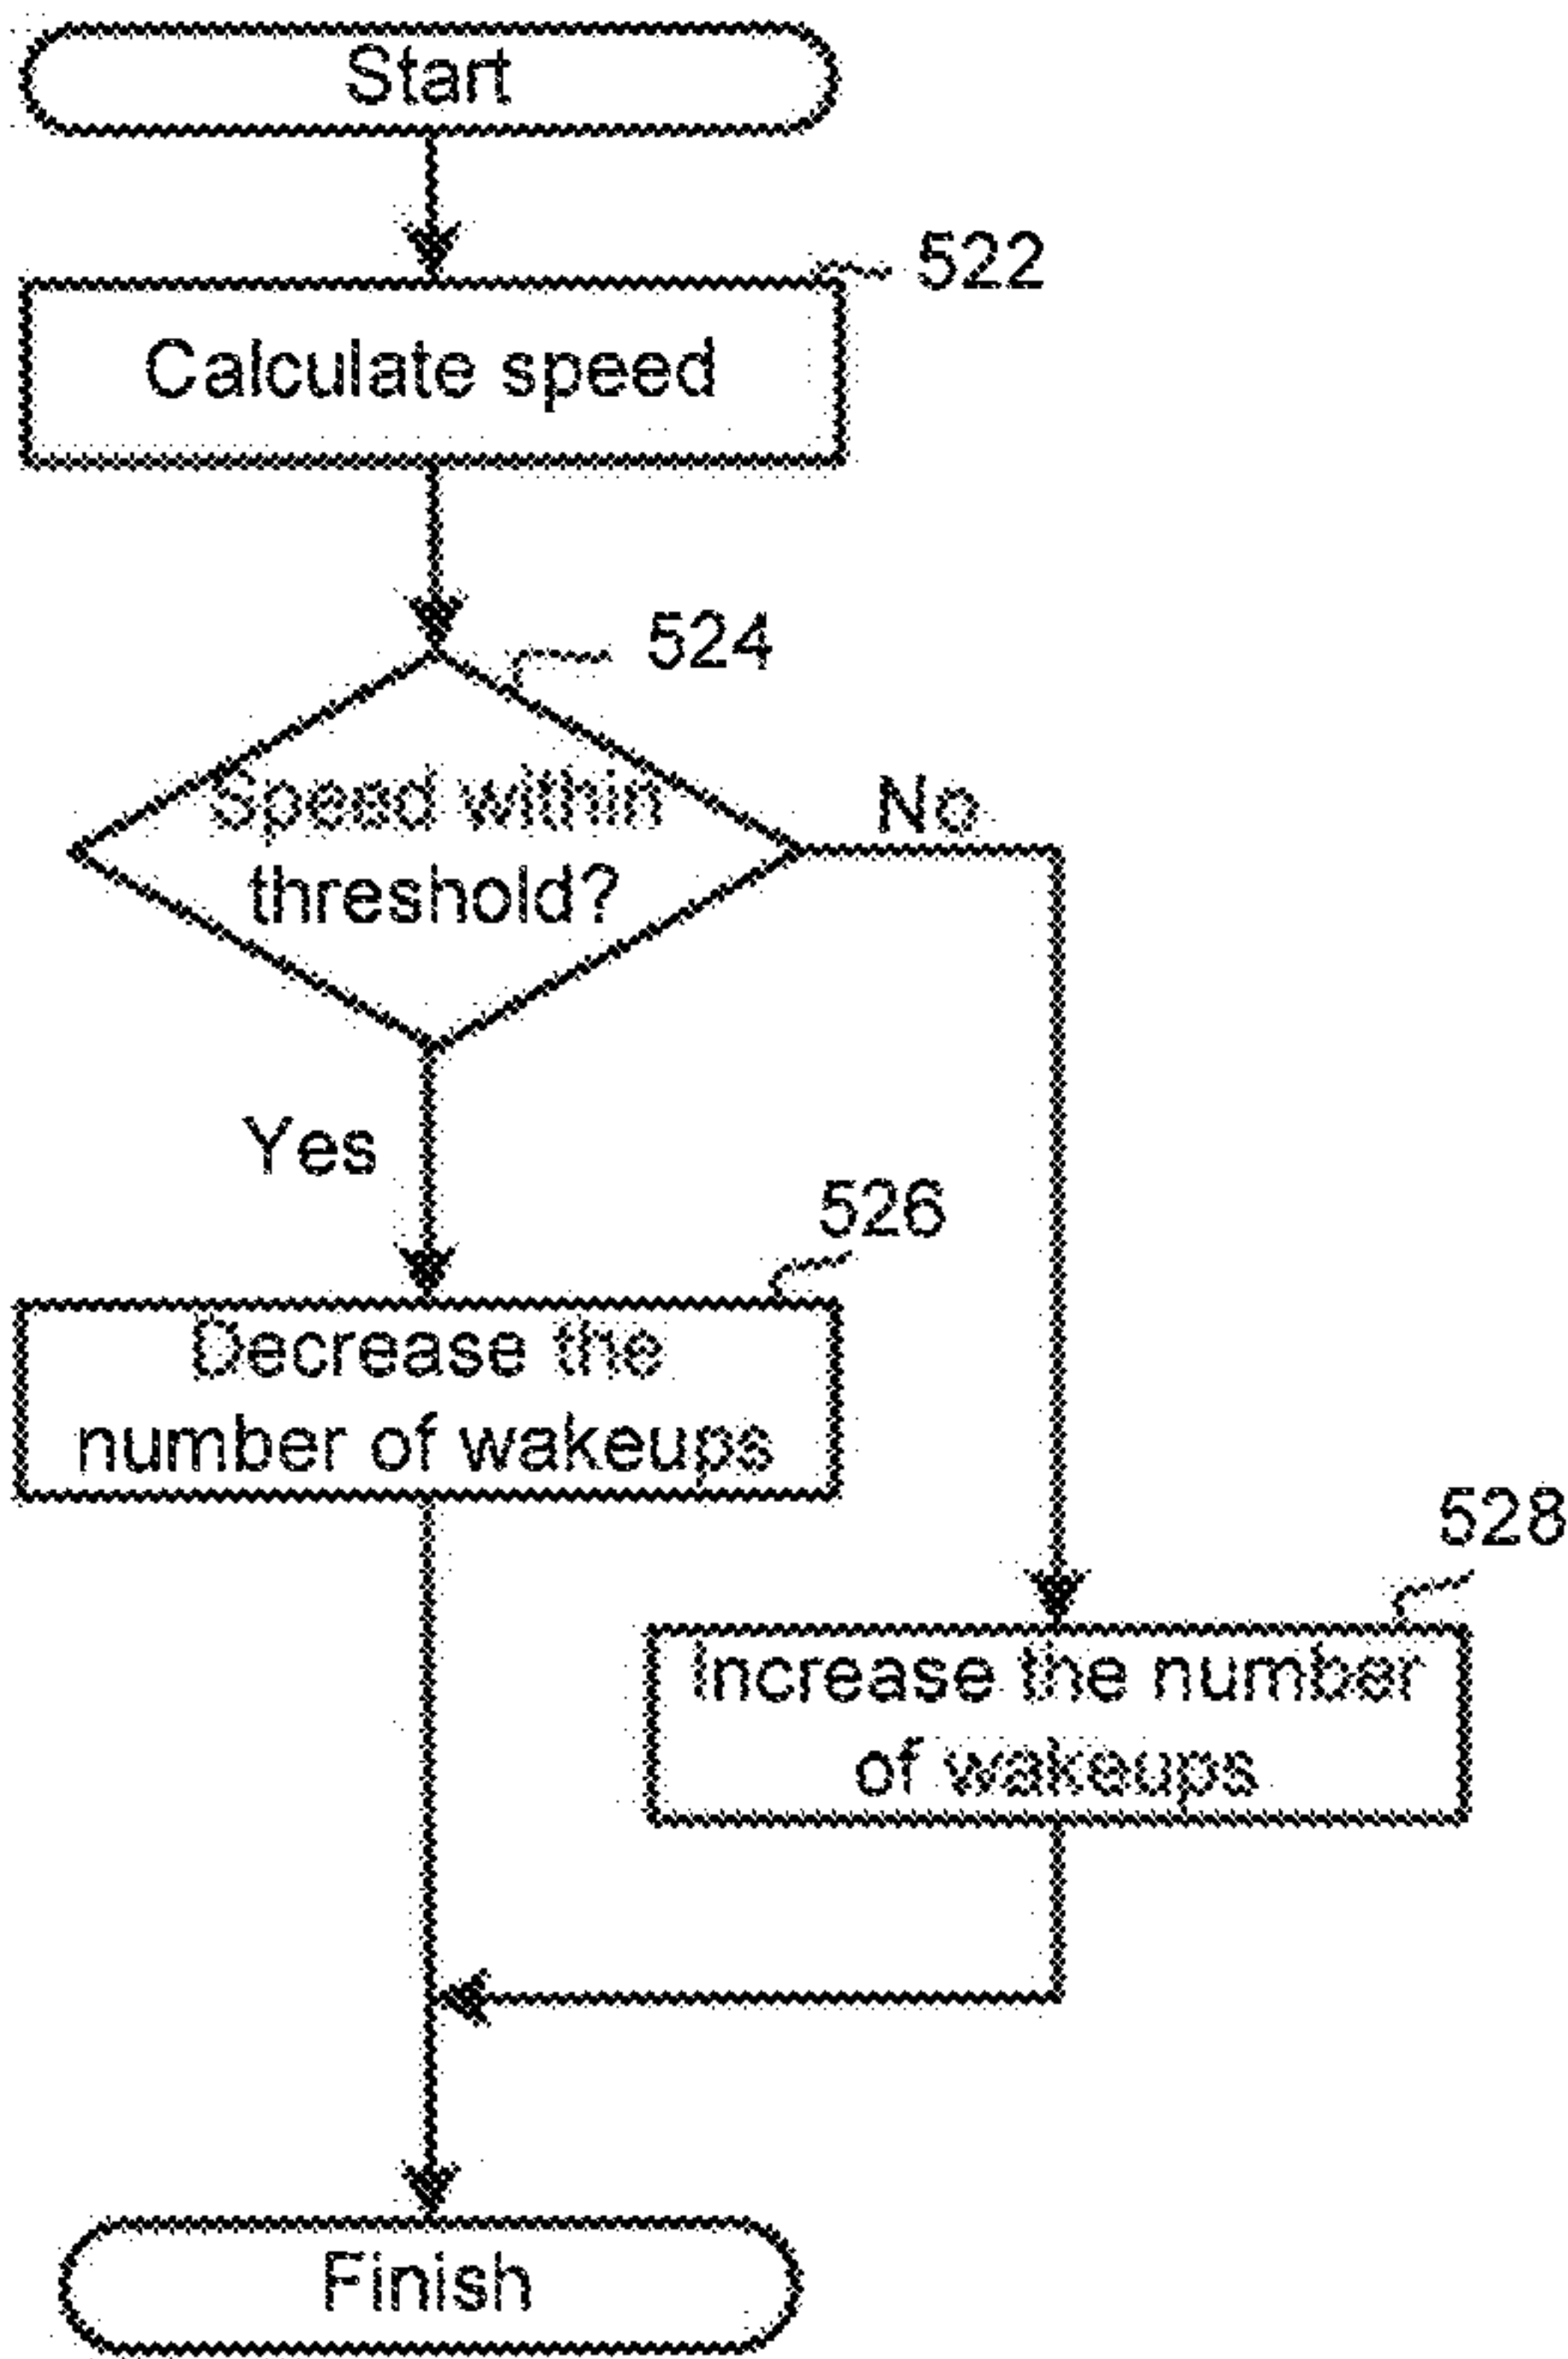 Start
522
Calculate speed
524
Speed within
threshold?
No
Yes
526
Decrease the
number of wakeups
528
Increase the number
of wakeups
Finish